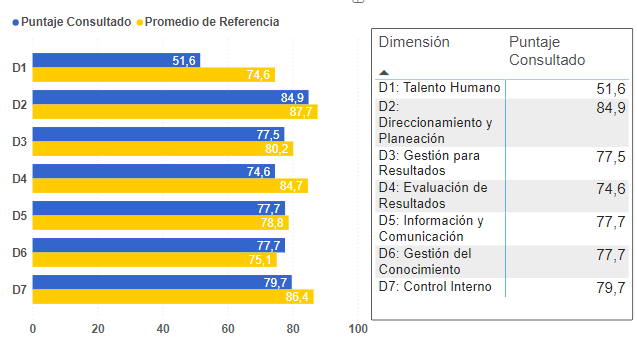 Puntaje Consultado Promedio de Referencia
D1 51,6
74,6
D2 84,9
87,7
D3 77,5
80,2
D4 74,6
84,7
D5 77,7
78,8
D6 77,7
75,1
D7 79,7
86,4
0 20 40 60 80 100
Dimensión Puntaje
Consultado
D1: Talento Humano 51,6
D2: 84,9
Direccionamiento y
Planeación
D3: Gestión para 77,5
Resultados
D4: Evaluación de 74,6
Resultados
D5: Información y 77,7
Comunicación
D6: Gestión del 77,7
Conocimiento
D7: Control Interno 79,7